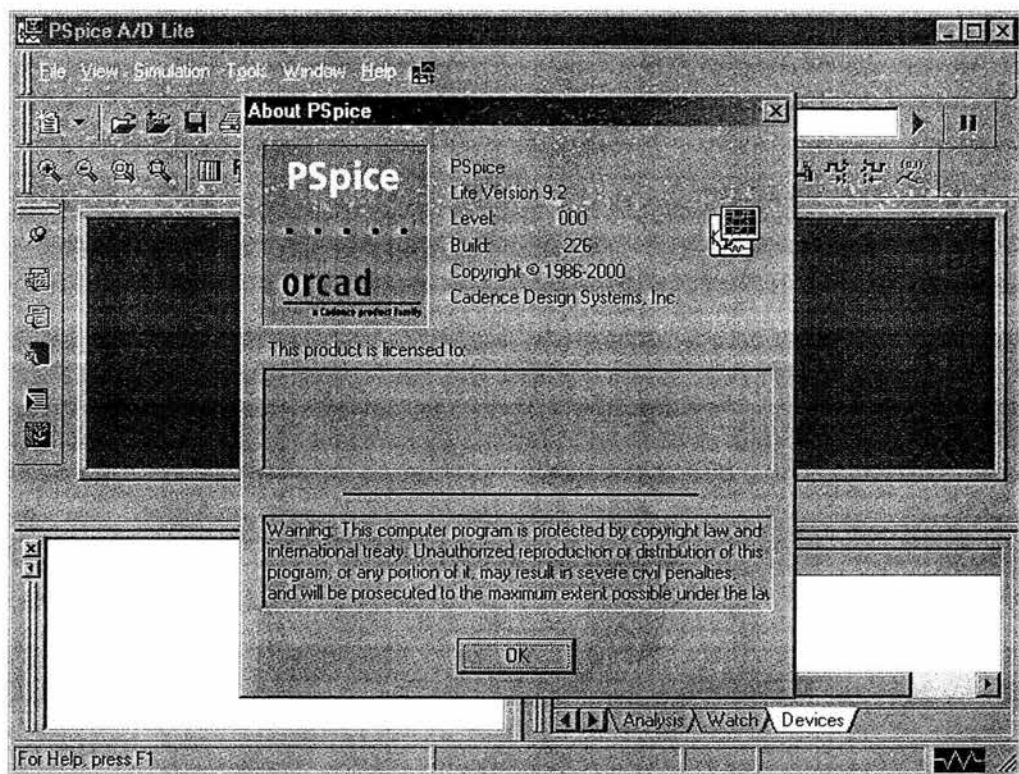 PSpice A/D Lite
File View Simulation Tools Window Help
About PSpice
PSpice
orcad
a Cadence product family
PSpice
Lite Version 9.2
Level: 000
Build: 226
Copyright © 1986-2000
Cadence Design Systems, Inc.
This product is licensed to:
Warning: This computer program is protected by copyright law and
international treaty. Unauthorized reproduction or distribution of this
program, or any portion of it, may result in severe civil penalties,
and will be prosecuted to the maximum extent possible under the la
OK
Analysis Watch Devices
For Help, press F1